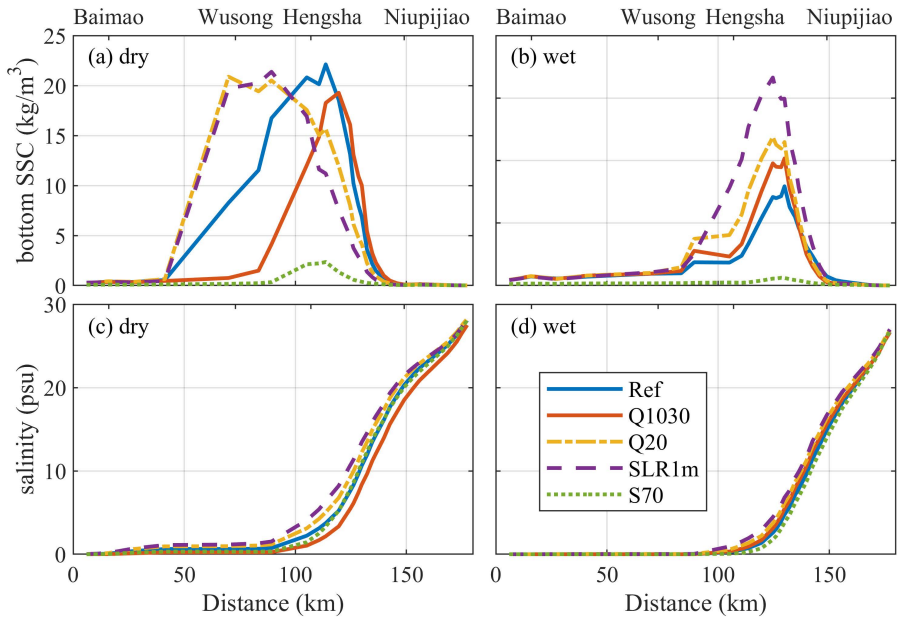 Baimao Wusong Hengsha Niupijiao Baimao Wusong Hengsha Niupijiao
bottom SSC (kg/m³)
25
20
15
10
5
0
(a) dry
(b) wet
salinity (psu)
30
20
10
0
(c) dry
(d) wet
Ref
Q1030
Q20
SLR1m
S70
0 50 100 150 0 50 100 150
Distance (km) Distance (km)